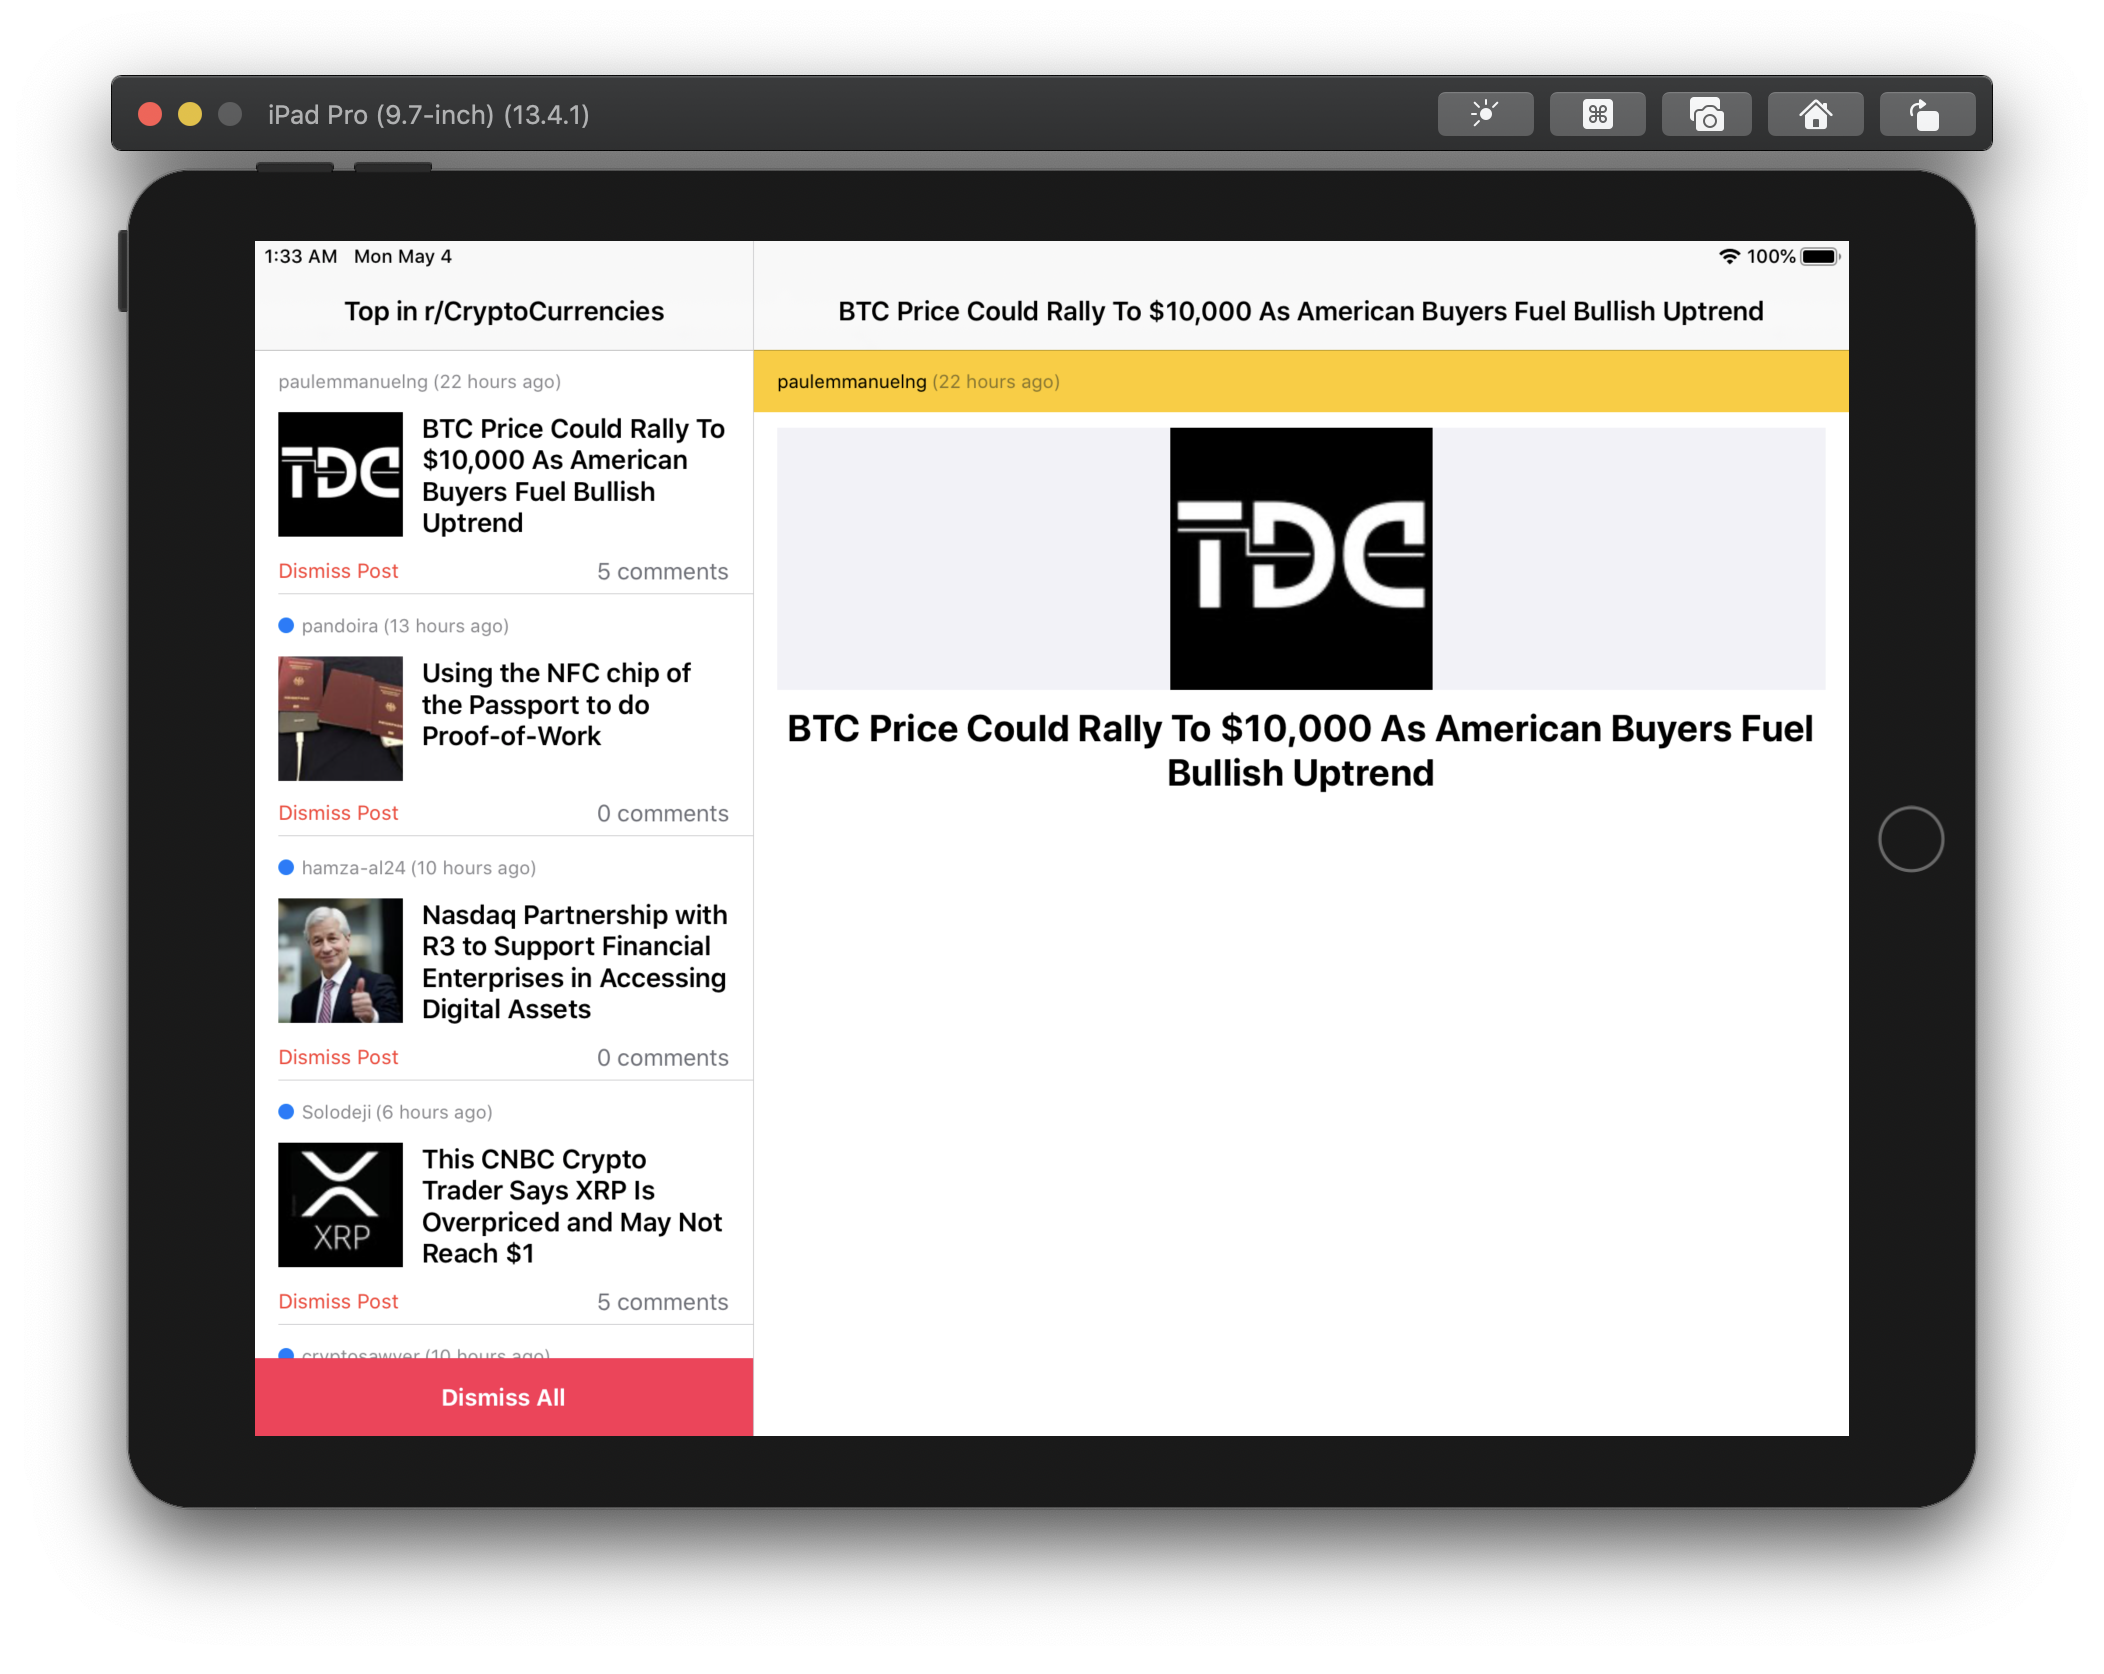 iPad Pro (9.7-inch) (13.4.1)
1:33 AM Mon May 4
100%
Top in r/CryptoCurrencies
paulemmanuelng (22 hours ago)
TDC
BTC Price Could Rally To
$10,000 As American
Buyers Fuel Bullish
Uptrend
Dismiss Post
5 comments
pandoira (13 hours ago)
Using the NFC chip of
the Passport to do
Proof-of-Work
Dismiss Post
0 comments
hamza-al24 (10 hours ago)
Nasdaq Partnership with
R3 to Support Financial
Enterprises in Accessing
Digital Assets
Dismiss Post
0 comments
Solodeji (6 hours ago)
XRP
This CNBC Crypto
Trader Says XRP Is
Overpriced and May Not
Reach $1
Dismiss Post
5 comments
cryptosawyer (10 hours ago)
Dismiss All
BTC Price Could Rally To $10,000 As American Buyers Fuel Bullish Uptrend
paulemmanuelng (22 hours ago)
TDC
BTC Price Could Rally To $10,000 As American Buyers Fuel
Bullish Uptrend